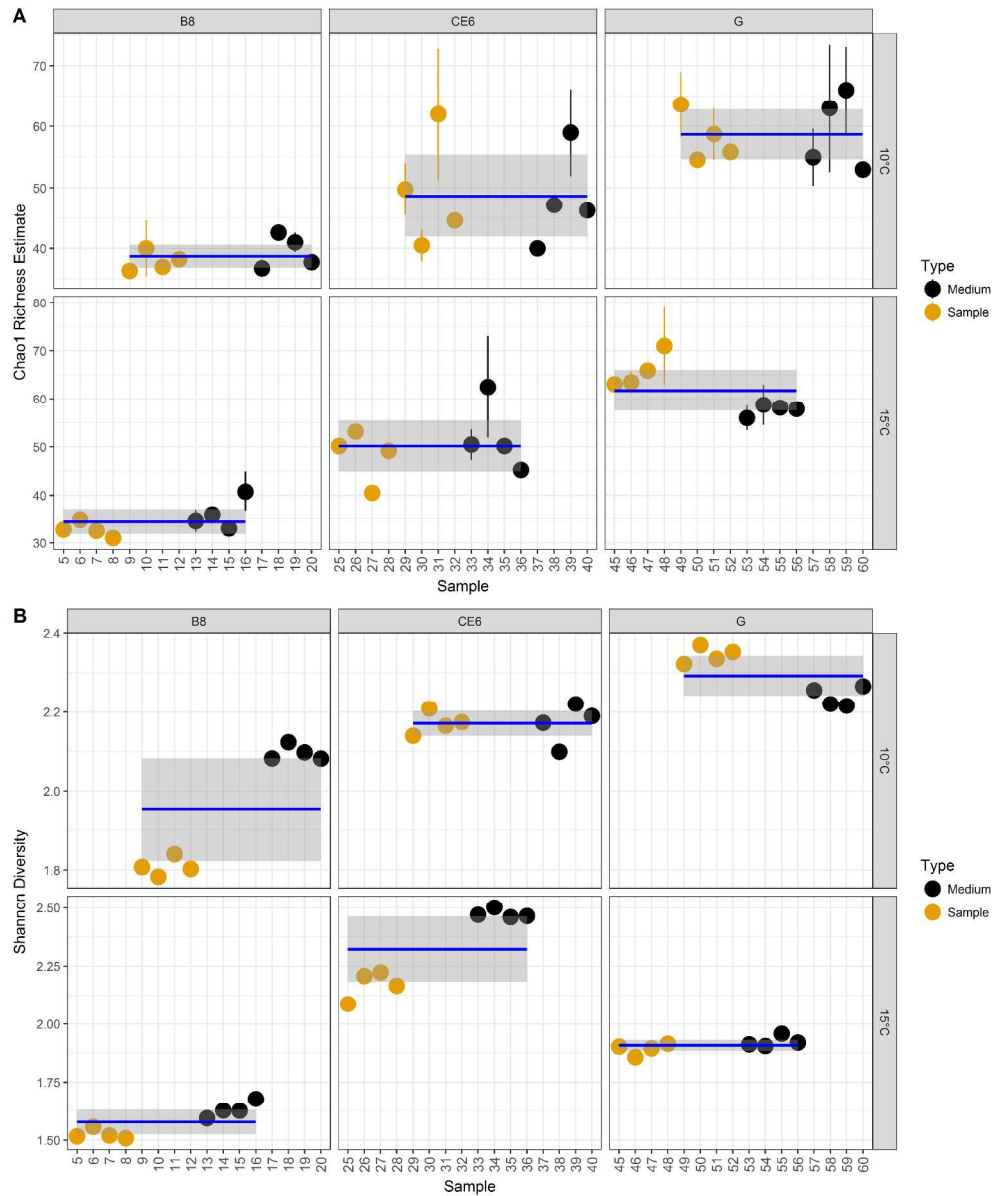 A
B8 CE6 G
Chao1 Richness Estimate
70
60
50
40
10°C
80
70
60
50
40
30
15°C
5 6 7 8 9 10 11 12 13 14 15 16 17 18 19 20
25 26 27 28 29 30 31 32 33 34 35 36 37 38 39 40
45 46 47 48 49 50 51 52 53 54 55 56 57 58 59 60
Sample
Type
Medium
Sample
B
B8 CE6 G
Shanncn Diversity
2.4
2.2
2.0
1.8
10°C
2.50
2.25
2.00
1.75
1.50
15°C
5 6 7 8 9 10 11 12 13 14 15 16 17 18 19 20
25 26 27 28 29 30 31 32 33 34 35 36 37 38 39 40
45 46 47 48 49 50 51 52 53 54 55 56 57 58 59 60
Sample
Type
Medium
Sample